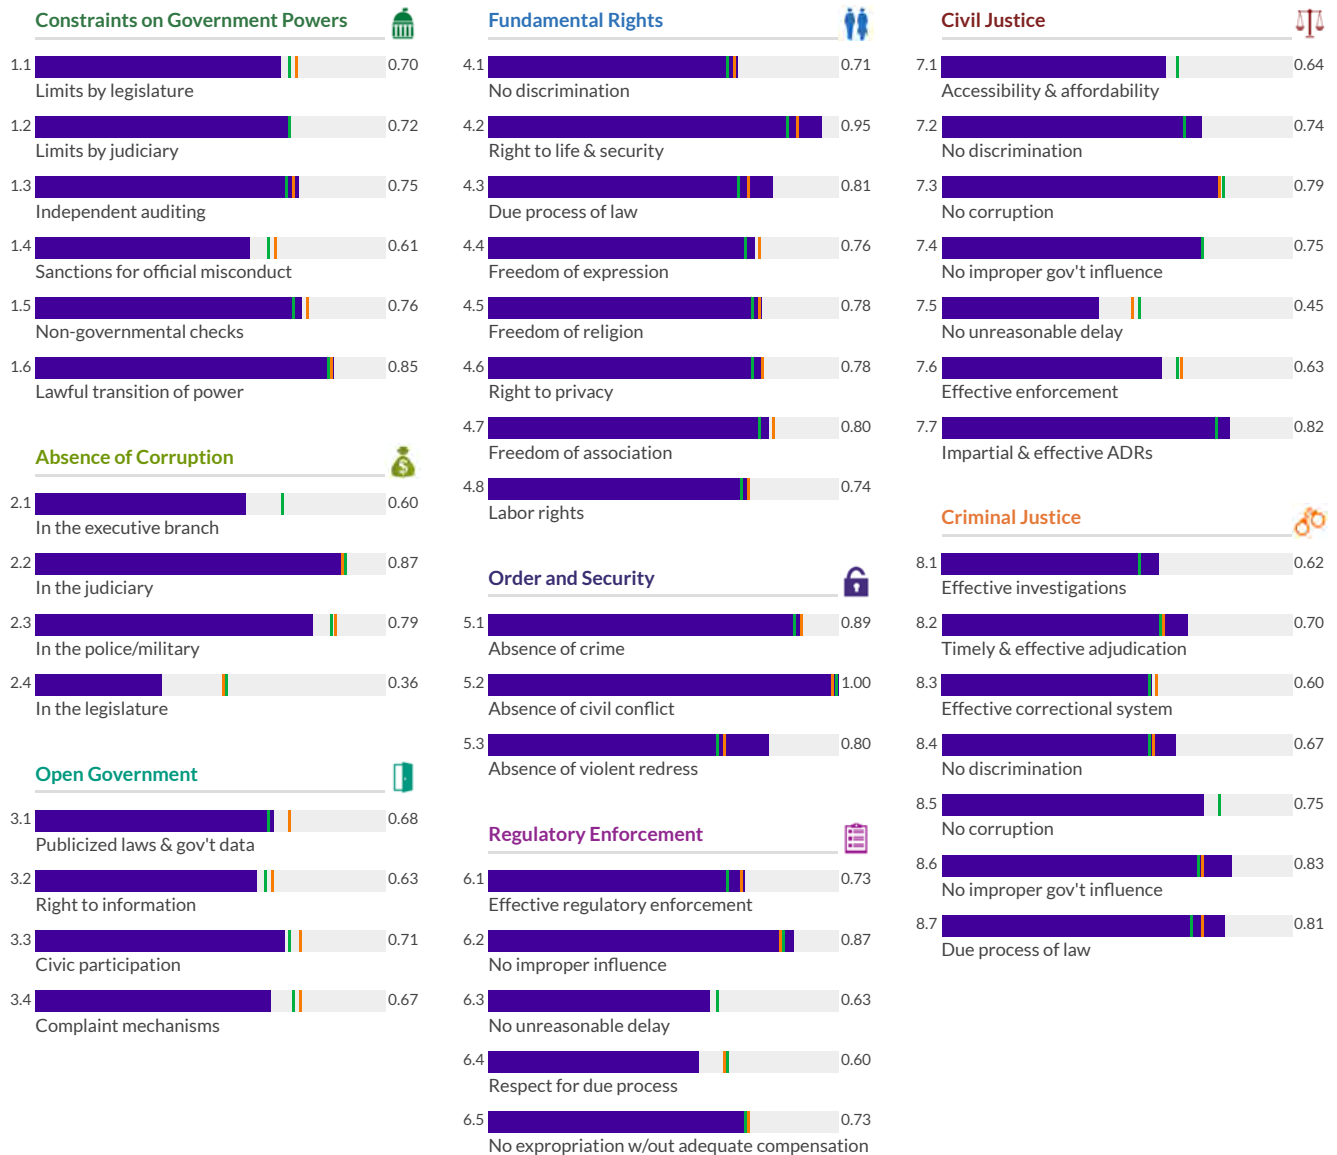 Constraints on Government Powers
1.1 0.70
Limits by legislature
1.2 0.72
Limits by judiciary
1.3 0.75
Independent auditing
1.4 0.61
Sanctions for official misconduct
1.5 0.76
Non-governmental checks
1.6 0.85
Lawful transition of power
Absence of Corruption
2.1 0.60
In the executive branch
2.2 0.87
In the judiciary
2.3 0.79
In the police/military
2.4 0.36
In the legislature
Open Government
3.1 0.68
Publicized laws & gov't data
3.2 0.63
Right to information
3.3 0.71
Civic participation
3.4 0.67
Complaint mechanisms
Fundamental Rights
4.1 0.71
No discrimination
4.2 0.95
Right to life & security
4.3 0.81
Due process of law
4.4 0.76
Freedom of expression
4.5 0.78
Freedom of religion
4.6 0.78
Right to privacy
4.7 0.80
Freedom of association
4.8 0.74
Labor rights
Order and Security
5.1 0.89
Absence of crime
5.2 1.00
Absence of civil conflict
5.3 0.80
Absence of violent redress
Regulatory Enforcement
6.1 0.73
Effective regulatory enforcement
6.2 0.87
No improper influence
6.3 0.63
No unreasonable delay
6.4 0.60
Respect for due process
6.5 0.73
No expropriation w/out adequate compensation
Civil Justice
7.1 0.64
Accessibility & affordability
7.2 0.74
No discrimination
7.3 0.79
No corruption
7.4 0.75
No improper gov't influence
7.5 0.45
No unreasonable delay
7.6 0.63
Effective enforcement
7.7 0.82
Impartial & effective ADRs
Criminal Justice
8.1 0.62
Effective investigations
8.2 0.70
Timely & effective adjudication
8.3 0.60
Effective correctional system
8.4 0.67
No discrimination
8.5 0.75
No corruption
8.6 0.83
No improper gov't influence
8.7 0.81
Due process of law